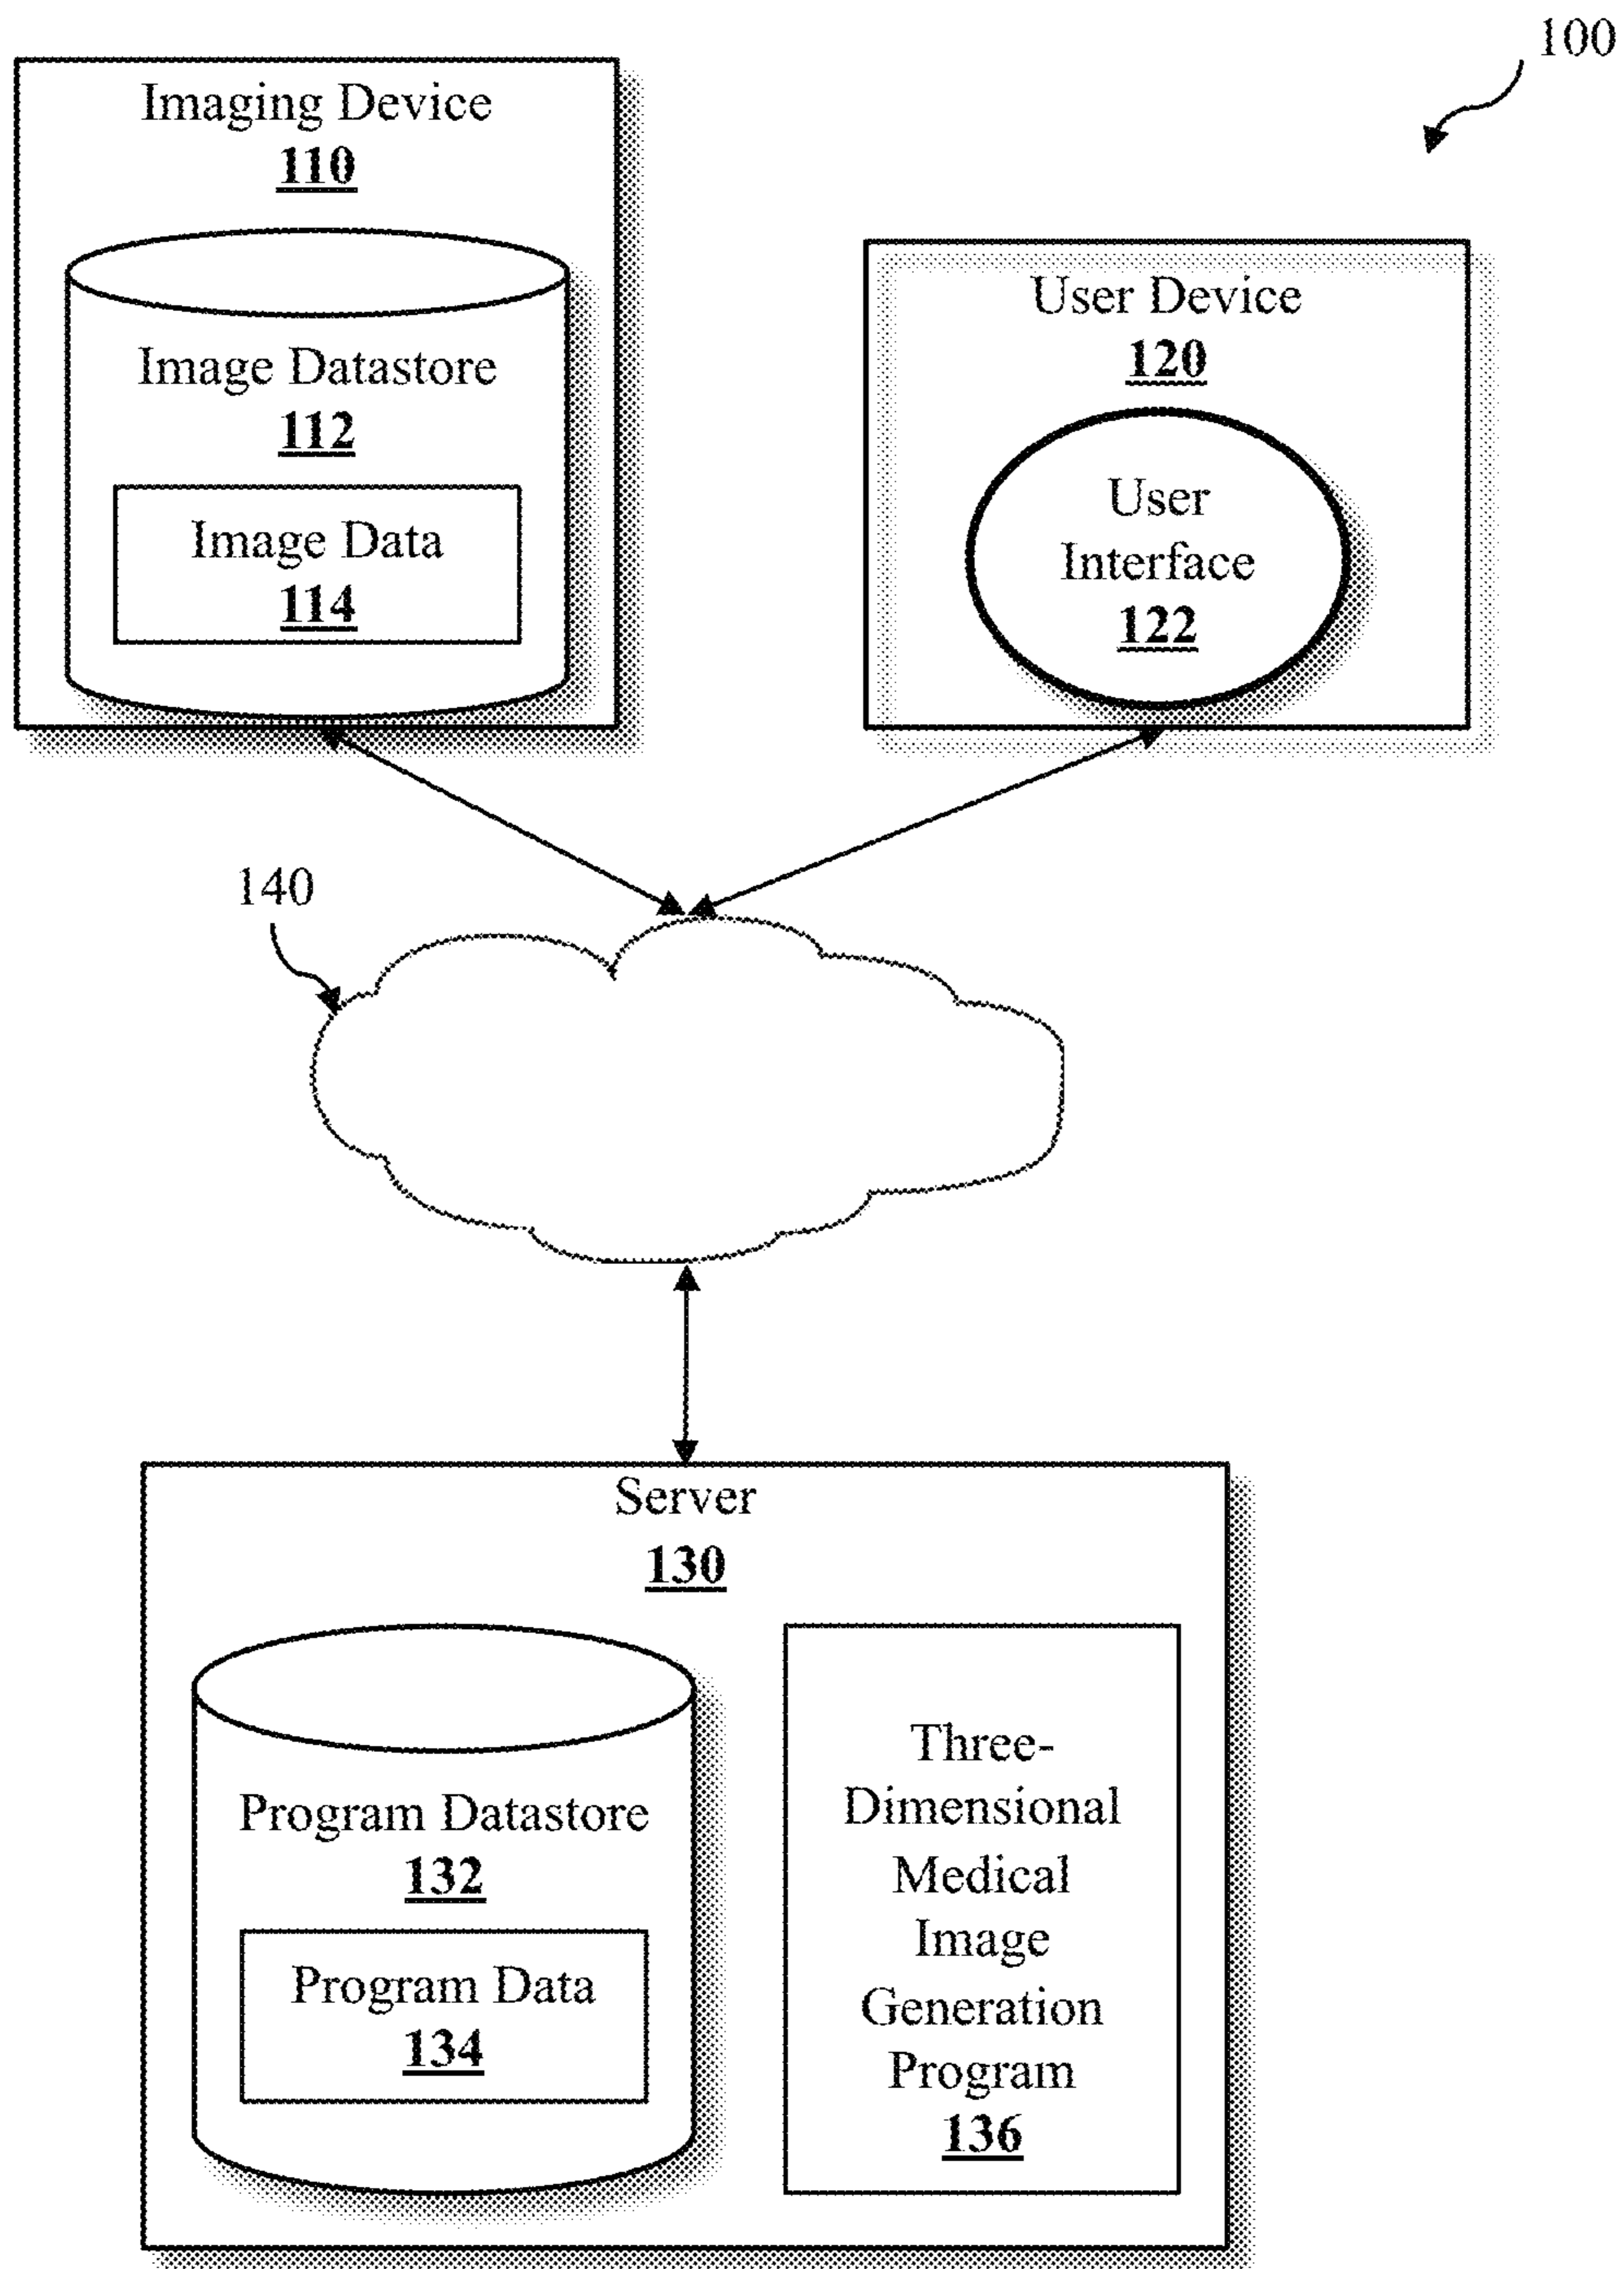 100
Imaging Device
110
Image Datastore
112
Image Data
114
User Device
120
User
Interface
122
140
Server
130
Program Datastore
132
Program Data
134
Three-
Dimensional
Medical
Image
Generation
Program
136